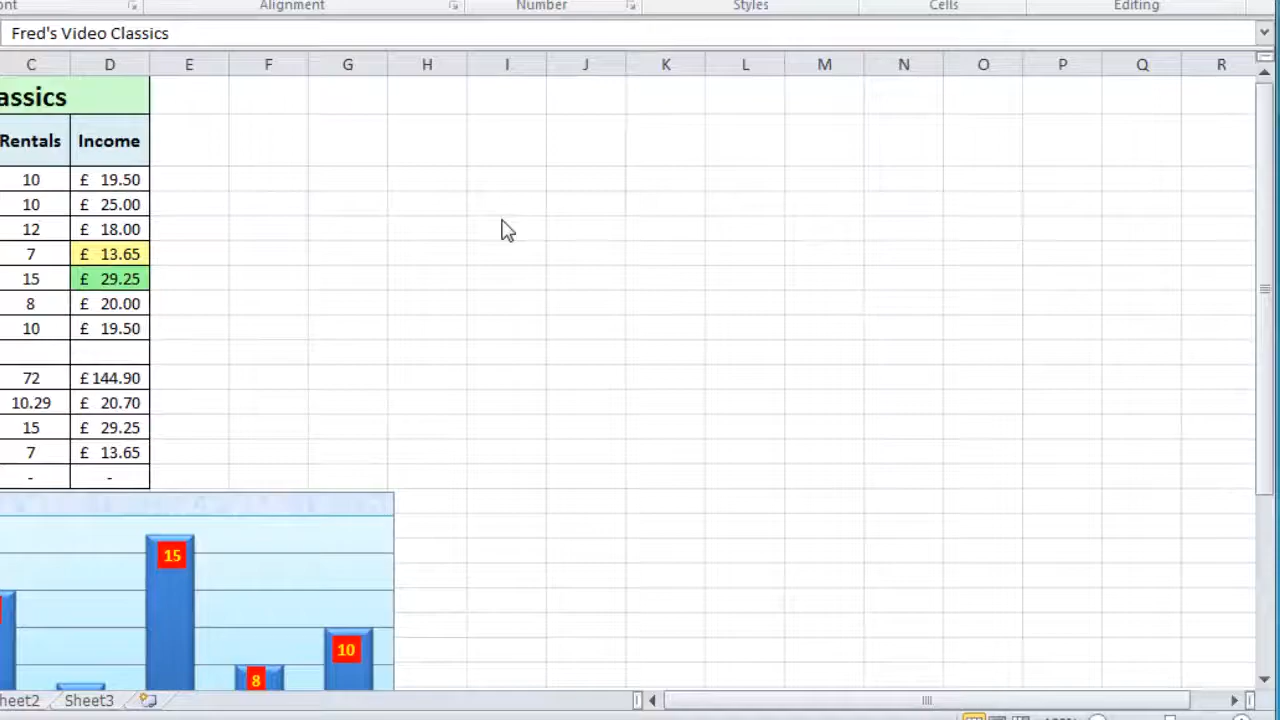 ont Alignment Number Styles Cells Editing
Fred's Video Classics
C D E F G H I J K L M N O P Q R
assics
Rentals Income
10 £ 19.50
10 £ 25.00
12 £ 18.00
7 £ 13.65
15 £ 29.25
8 £ 20.00
10 £ 19.50
72 £ 144.90
10.29 £ 20.70
15 £ 29.25
7 £ 13.65
- -
15
10
8
heet2 Sheet3